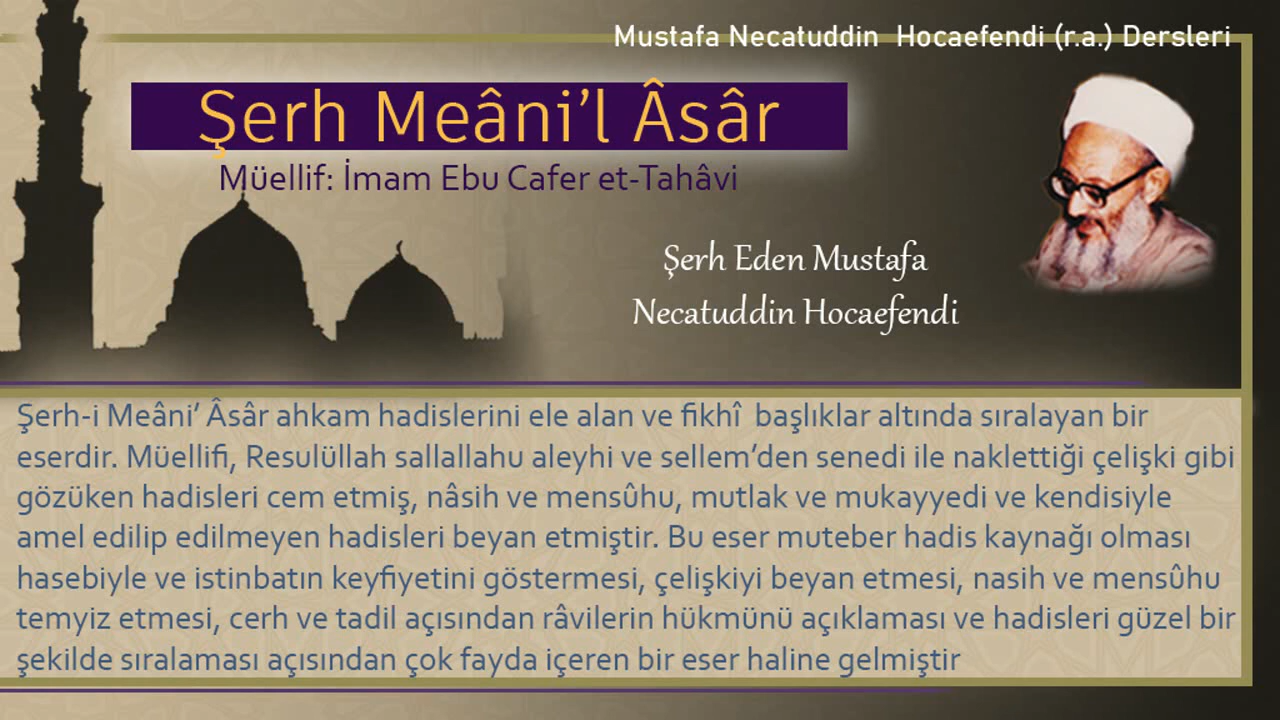 Mustafa Necatuddin Hocaefendi (r.a.) Dersleri
Şerh Meâni’l Âsâr
Müellif: İmam Ebu Cafer et-Tahâvi
Şerh Eden Mustafa
Necatuddin Hocaefendi
Şerh-i Meâni’ Âsâr ahkam hadislerini ele alan ve fikhî başlıklar altında sıralayan bir
eserdir. Müellifi, Resulüllah sallallahu aleyhi ve sellem’den senedi ile naklettiği çelişki gibi
gözüken hadisleri cem etmiş, nâsih ve mensûhu, mutlak ve mukayyedi ve kendisiyle
amel edilip edilmeyen hadisleri beyan etmiştir. Bu eser muteber hadis kaynağı olması
hasebiyle ve istinbatın keyfiyetini göstermesi, çelişkiyi beyan etmesi, nasih ve mensûhu
temyiz etmesi, cerh ve tadil açısından râvilerin hükmünü açıklaması ve hadisleri güzel bir
şekilde sıralaması açısından çok fayda içeren bir eser haline gelmiştir